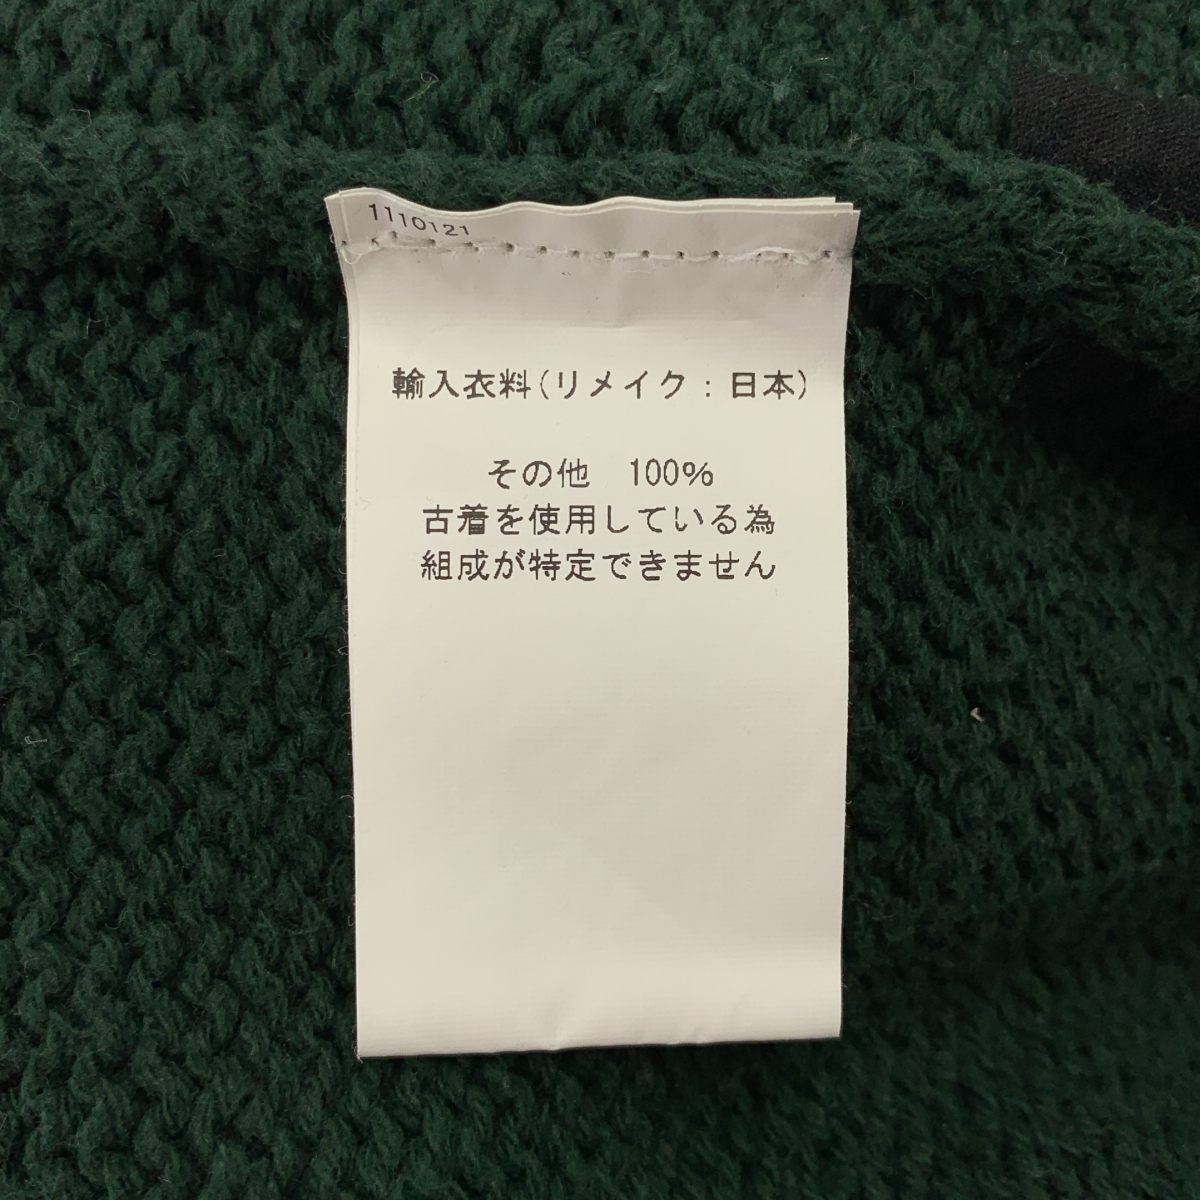 1110121
輸入衣料(リメイク：日本)
その他　100%
古着を使用している為
組成が特定できません